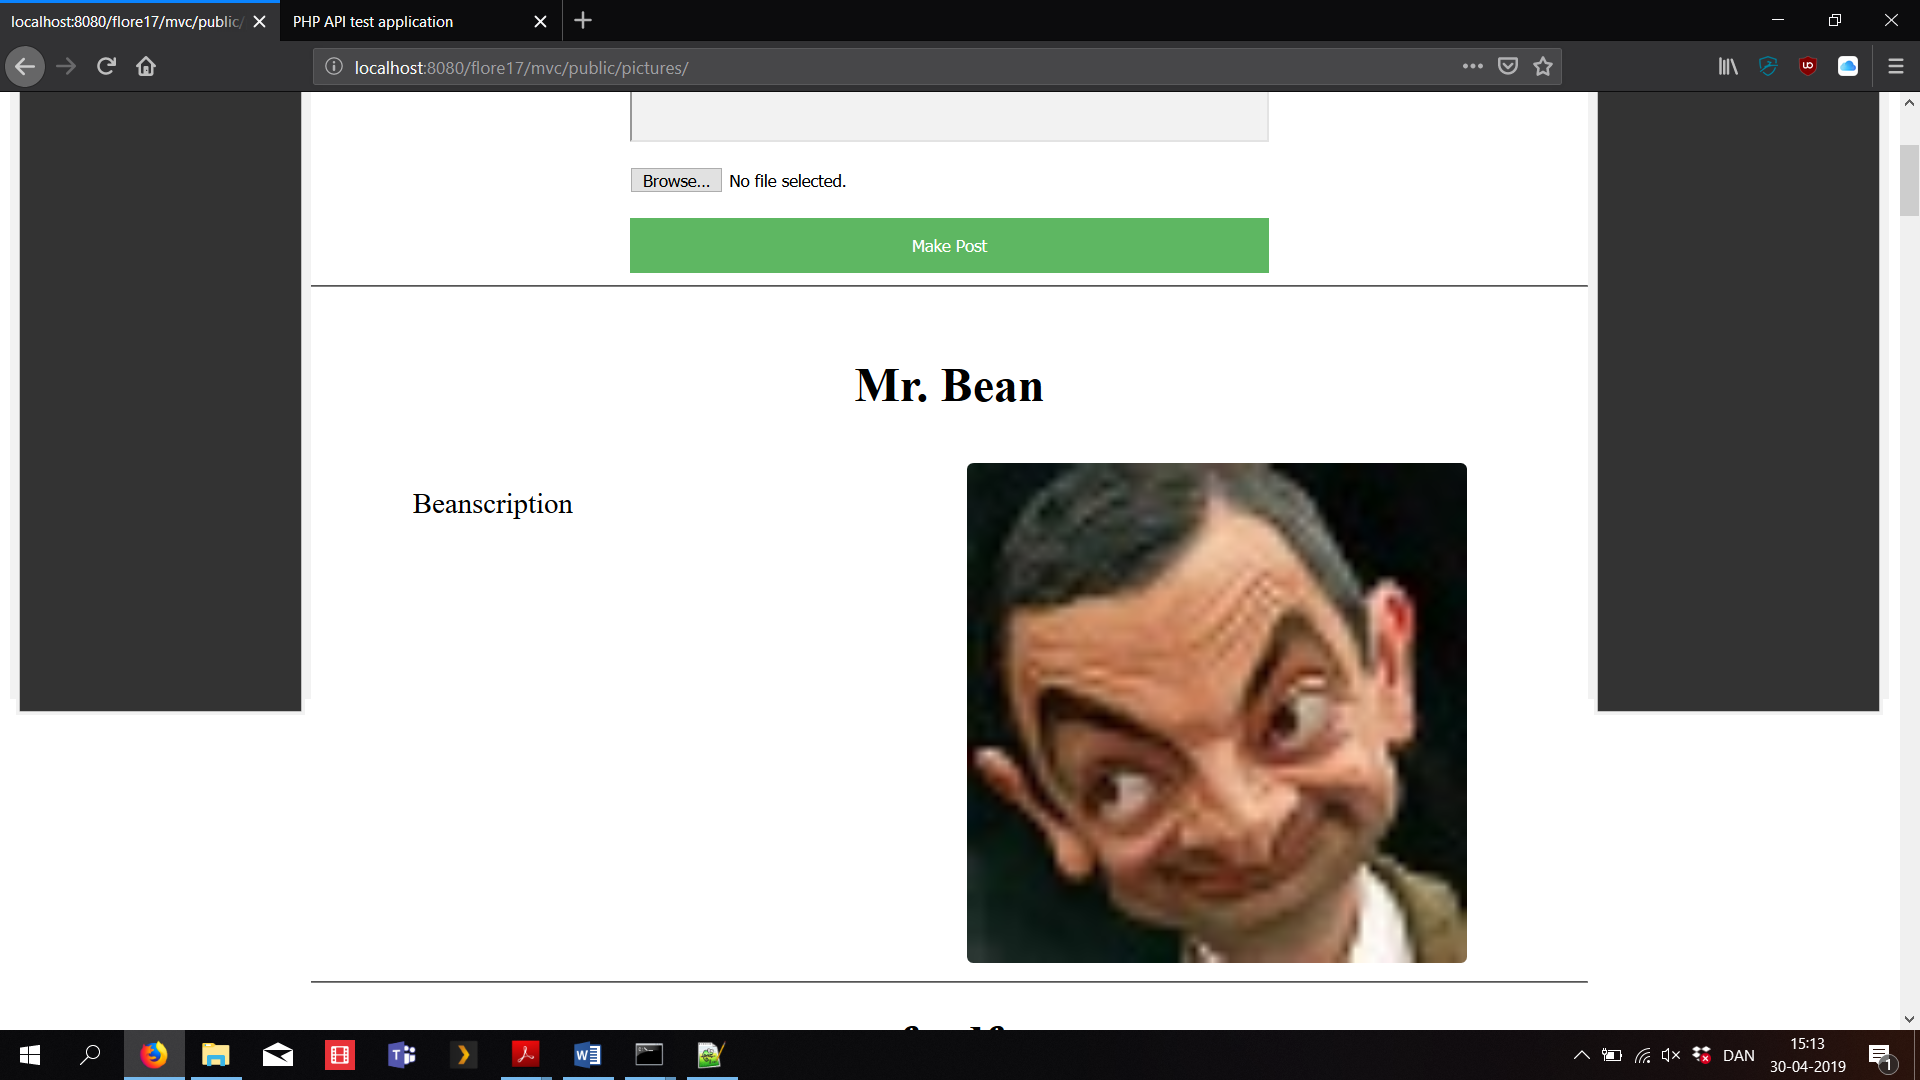 localhost:8080/flore17/mvc/public/
PHP API test application
localhost:8080/flore17/mvc/public/pictures/
Browse... No file selected.
Make Post
Mr. Bean
Beanscription
DAN
15:13
30-04-2019
1